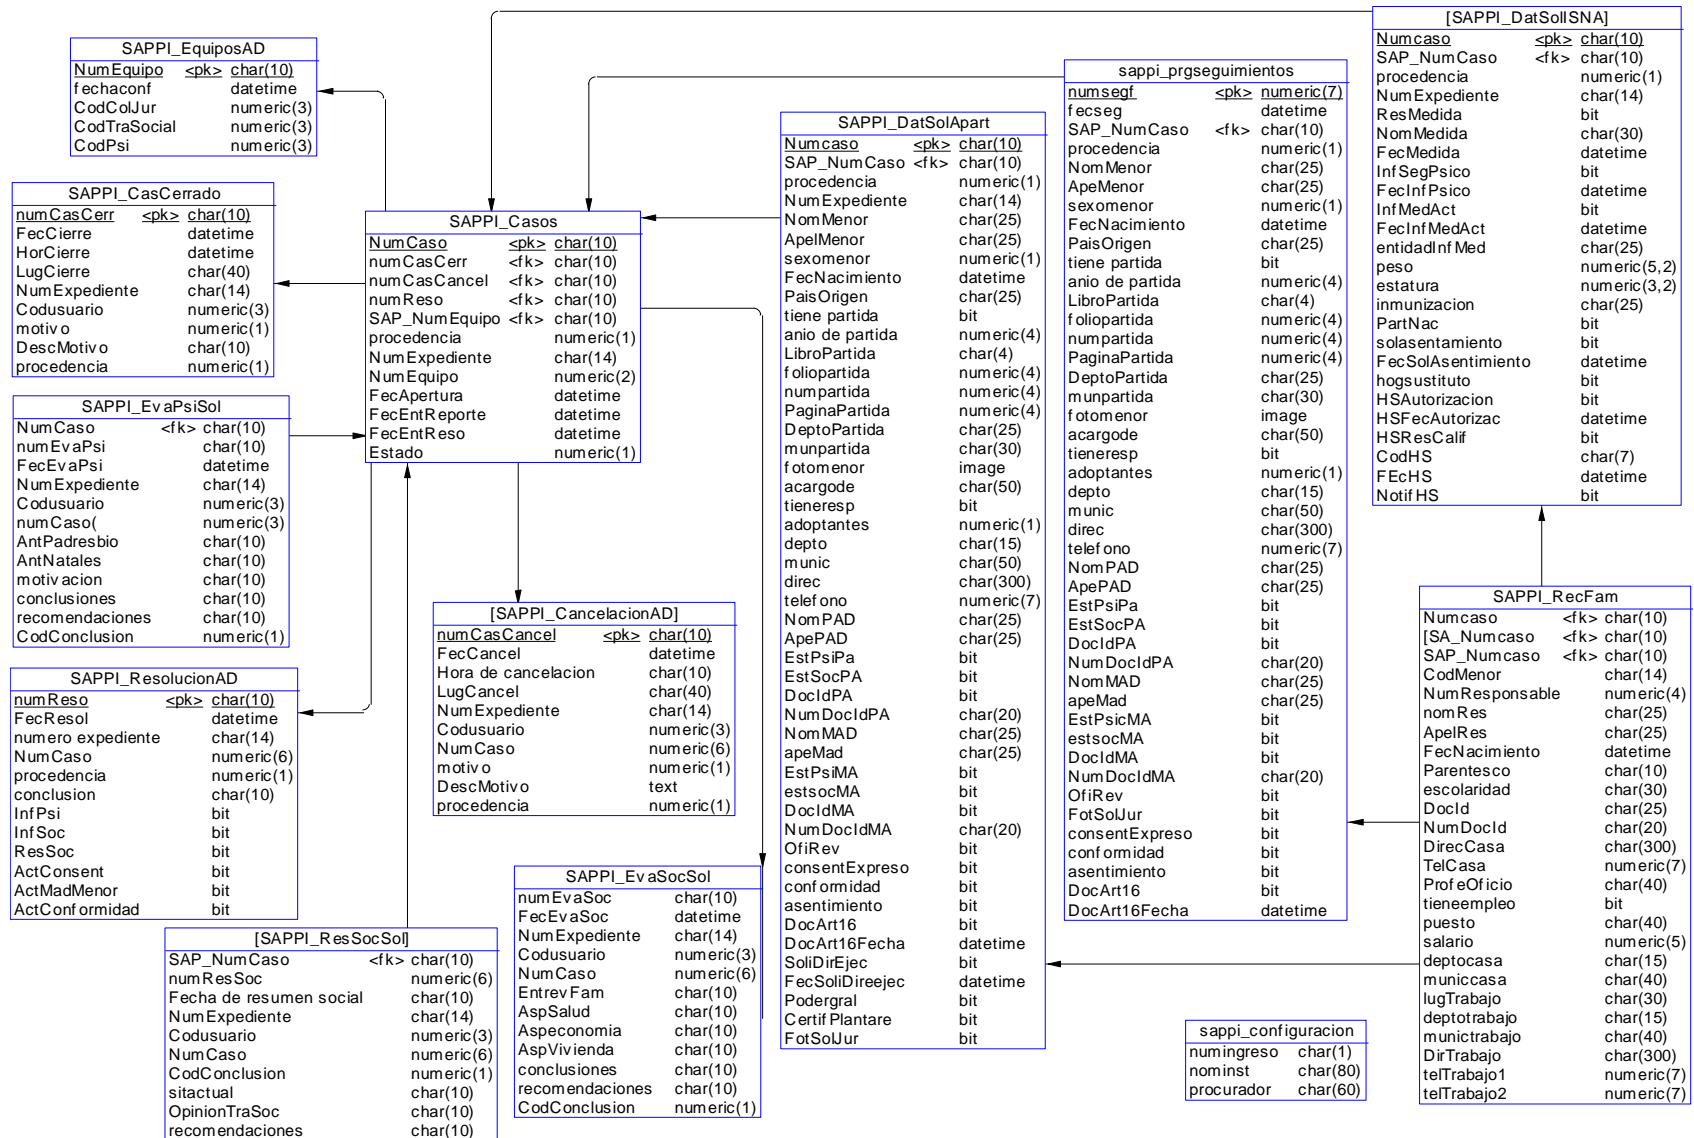 SAPPI_EquiposAD
NumEquipo <pk> char(10)
fechaconf datetime
CodColJur numeric(3)
CodTraSocial numeric(3)
CodPsi numeric(3)
SAPPI_CasCerrado
numCasCerr <pk> char(10)
FecCierre datetime
HorCierre datetime
LugCierre char(40)
NumExpediente char(14)
Codusuario numeric(3)
motivo numeric(1)
DescMotivo char(10)
procedencia numeric(1)
SAPPI_EvaPsiSol
NumCaso <fk> char(10)
numEvaPsi char(10)
FecEvaPsi datetime
NumExpediente char(14)
Codusuario numeric(3)
numCaso( numeric(3)
AntPadresbio char(10)
AntNatales char(10)
motivacion char(10)
conclusiones char(10)
recomendaciones char(10)
CodConclusion numeric(1)
SAPPI_ResolucionAD
numReso <pk> char(10)
FecResol datetime
numero expediente char(14)
NumCaso numeric(6)
procedencia numeric(1)
conclusion char(10)
InfPsi bit
InfSoc bit
ResSoc bit
ActConsent bit
ActMadMenor bit
ActConformidad bit
[SAPPI_ResSocSol]
SAP_NumCaso <fk> char(10)
numResSoc numeric(6)
Fecha de resumen social char(10)
NumExpediente char(14)
Codusuario numeric(3)
NumCaso numeric(6)
CodConclusion numeric(1)
sitactual char(10)
OpinionTraSoc char(10)
recomendaciones char(10)
SAPPI_Casos
NumCaso <pk> char(10)
numCasCerr <fk> char(10)
numCasCancel <fk> char(10)
numReso <fk> char(10)
SAP_NumEquipo <fk> char(10)
procedencia numeric(1)
NumExpediente char(14)
NumEquipo numeric(2)
FecApertura datetime
FecEntReporte datetime
FecEntReso datetime
Estado numeric(1)
[SAPPI_CancelacionAD]
numCasCancel <pk> char(10)
FecCancel datetime
Hora de cancelacion char(10)
LugCancel char(40)
NumExpediente char(14)
Codusuario numeric(3)
NumCaso numeric(6)
motivo numeric(1)
DescMotivo text
procedencia numeric(1)
SAPPI_EvaSocSol
numEvaSoc char(10)
FecEvaSoc datetime
NumExpediente char(14)
Codusuario numeric(3)
NumCaso numeric(6)
EntrevFam char(10)
AspSalud char(10)
Aspeconomia char(10)
AspVivienda char(10)
conclusiones char(10)
recomendaciones char(10)
CodConclusion numeric(1)
SAPPI_DatSolApart
Numcaso <pk> char(10)
SAP_NumCaso <fk> char(10)
procedencia numeric(1)
NumExpediente char(14)
NomMenor char(25)
ApelMenor char(25)
sexomenor numeric(1)
FecNacimiento datetime
PaisOrigen char(25)
tiene partida bit
anio de partida numeric(4)
LibroPartida char(4)
foliopartida numeric(4)
numpartida numeric(4)
PaginaPartida numeric(4)
DeptoPartida char(25)
munpartida char(30)
fotomenor image
acargode char(50)
tieneresp bit
adoptantes numeric(1)
depto char(15)
munic char(50)
direc char(300)
telefono numeric(7)
NomPAD char(25)
ApePAD char(25)
EstPsiPa bit
EstSocPA bit
DocIdPA bit
NumDocIdPA char(20)
NomMAD char(25)
apeMad char(25)
EstPsiMA bit
estsocMA bit
DocIdMA bit
NumDocIdMA char(20)
OfiRev bit
consentExpreso bit
conformidad bit
asentimiento bit
DocArt16 bit
DocArt16Fecha datetime
SoliDirEjec bit
FecSoliDireejec datetime
Podergral bit
CertifPlantare bit
FotSolJur bit
sappi_prgseguimientos
numsegf <pk> numeric(7)
fecseg datetime
SAP_NumCaso <fk> char(10)
procedencia numeric(1)
NomMenor char(25)
ApeMenor char(25)
sexomenor numeric(1)
FecNacimiento datetime
PaisOrigen char(25)
tiene partida bit
anio de partida numeric(4)
LibroPartida char(4)
foliopartida numeric(4)
numpartida numeric(4)
PaginaPartida numeric(4)
DeptoPartida char(25)
munpartida char(30)
fotomenor image
acargode char(50)
tieneresp bit
adoptantes numeric(1)
depto char(15)
munic char(50)
direc char(300)
telefono numeric(7)
NomPAD char(25)
ApePAD char(25)
EstPsiPa bit
EstSocPA bit
DocIdPA bit
NumDocIdPA char(20)
NomMAD char(25)
apeMad char(25)
EstPsicMA bit
estsocMA bit
DocIdMA bit
NumDocIdMA char(20)
OfiRev bit
FotSolJur bit
consentExpreso bit
conformidad bit
asentimiento bit
DocArt16 bit
DocArt16Fecha datetime
sappi_configuracion
numingreso char(1)
nominst char(80)
procurador char(60)
[SAPPI_DatSolISNA]
Numcaso <pk> char(10)
SAP_NumCaso <fk> char(10)
procedencia numeric(1)
NumExpediente char(14)
ResMedida bit
NomMedida char(30)
FecMedida datetime
InfSegPsico bit
FecInfPsico datetime
InfMedAct bit
FecInfMedAct datetime
entidadInfMed char(25)
peso numeric(5,2)
estatura numeric(3,2)
inmunizacion char(25)
PartNac bit
solasentamiento bit
FecSolAsentimiento datetime
hogsustituto bit
HSAutorizacion bit
HSFecAutorizac datetime
HSResCalif bit
CodHS char(7)
FEcHS datetime
NotifHS bit
SAPPI_RecFam
Numcaso <fk> char(10)
[SA_Numcaso <fk> char(10)
SAP_Numcaso <fk> char(10)
CodMenor char(14)
NumResponsable numeric(4)
nomRes char(25)
ApelRes char(25)
FecNacimiento datetime
Parentesco char(10)
escolaridad char(30)
DocId char(25)
NumDocId char(20)
DirecCasa char(300)
TelCasa numeric(7)
ProfeOficio char(40)
tieneempleo bit
puesto char(40)
salario numeric(5)
deptocasa char(15)
municcasa char(40)
lugTrabajo char(30)
deptotrabajo char(15)
munictrabajo char(40)
DirTrabajo char(300)
telTrabajo1 numeric(7)
telTrabajo2 numeric(7)